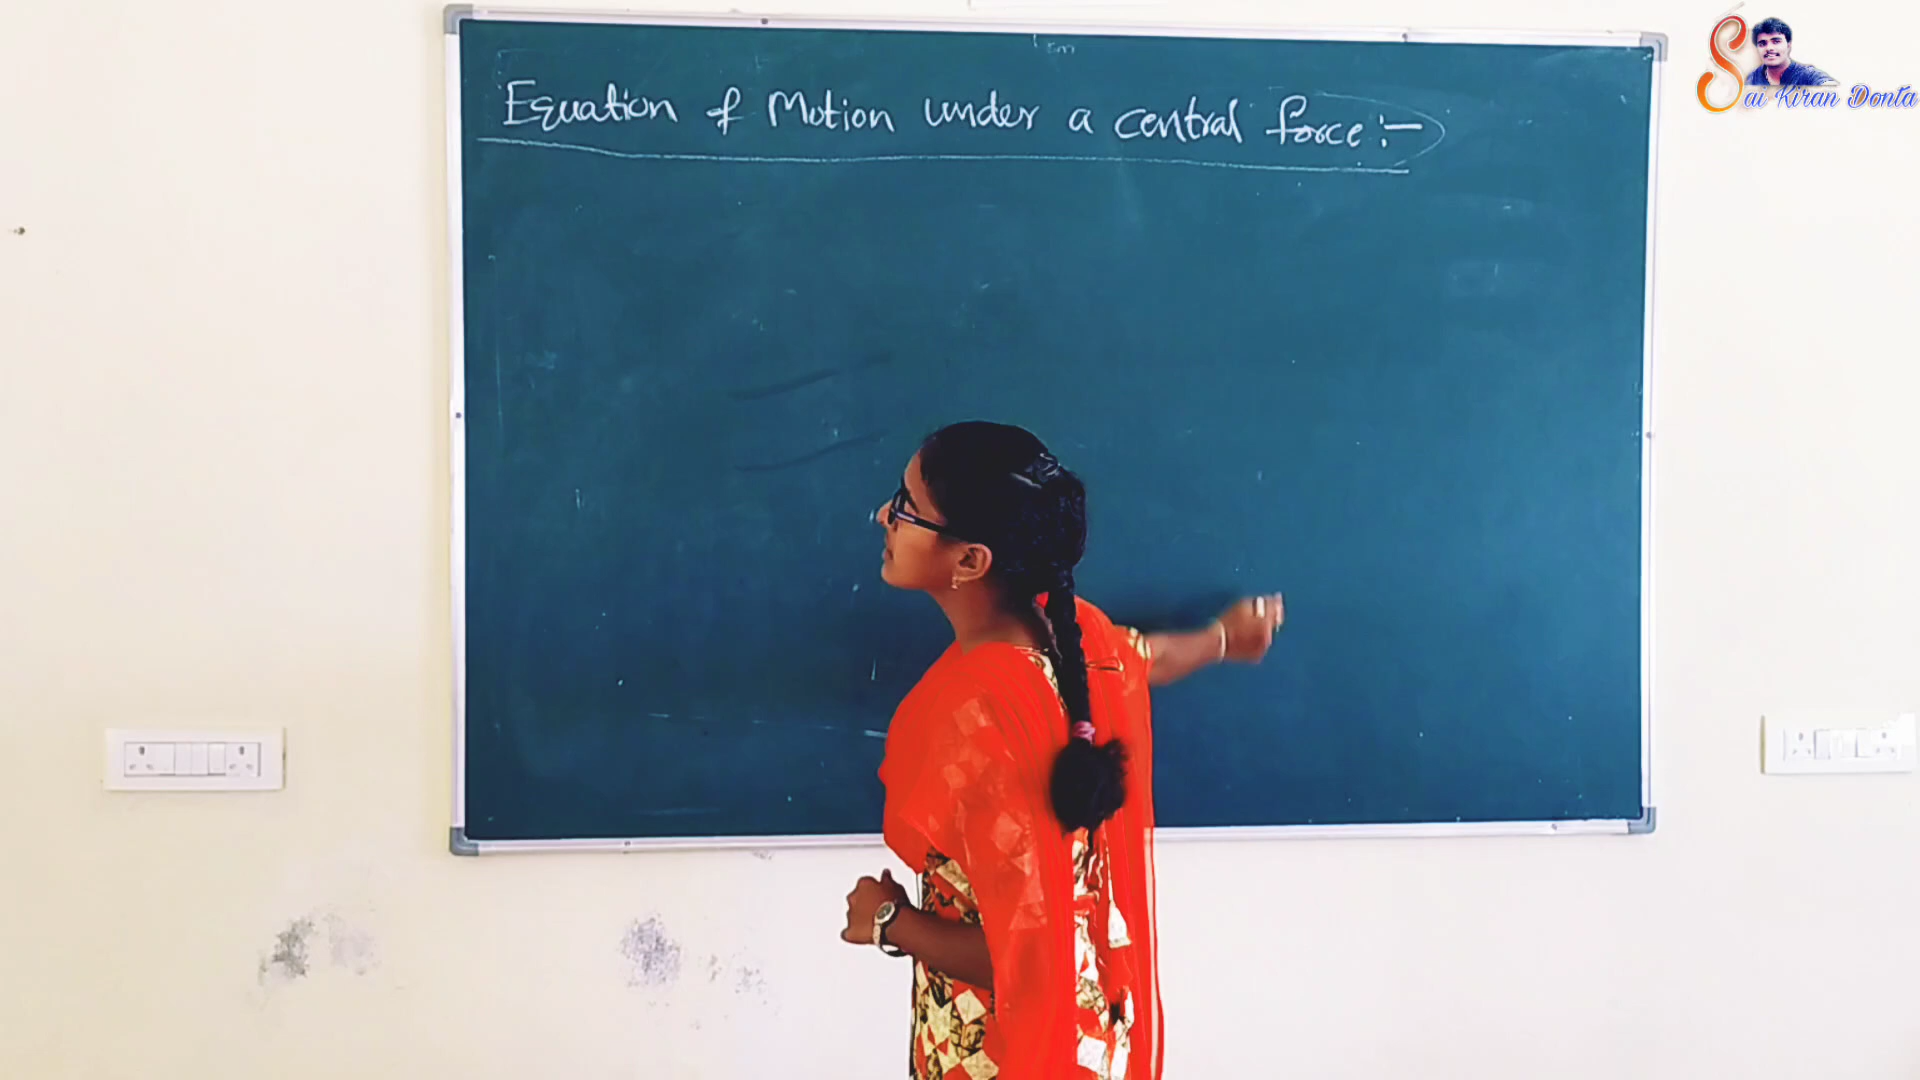 Equation of Motion under a central force :-
Sai Kiran Donta